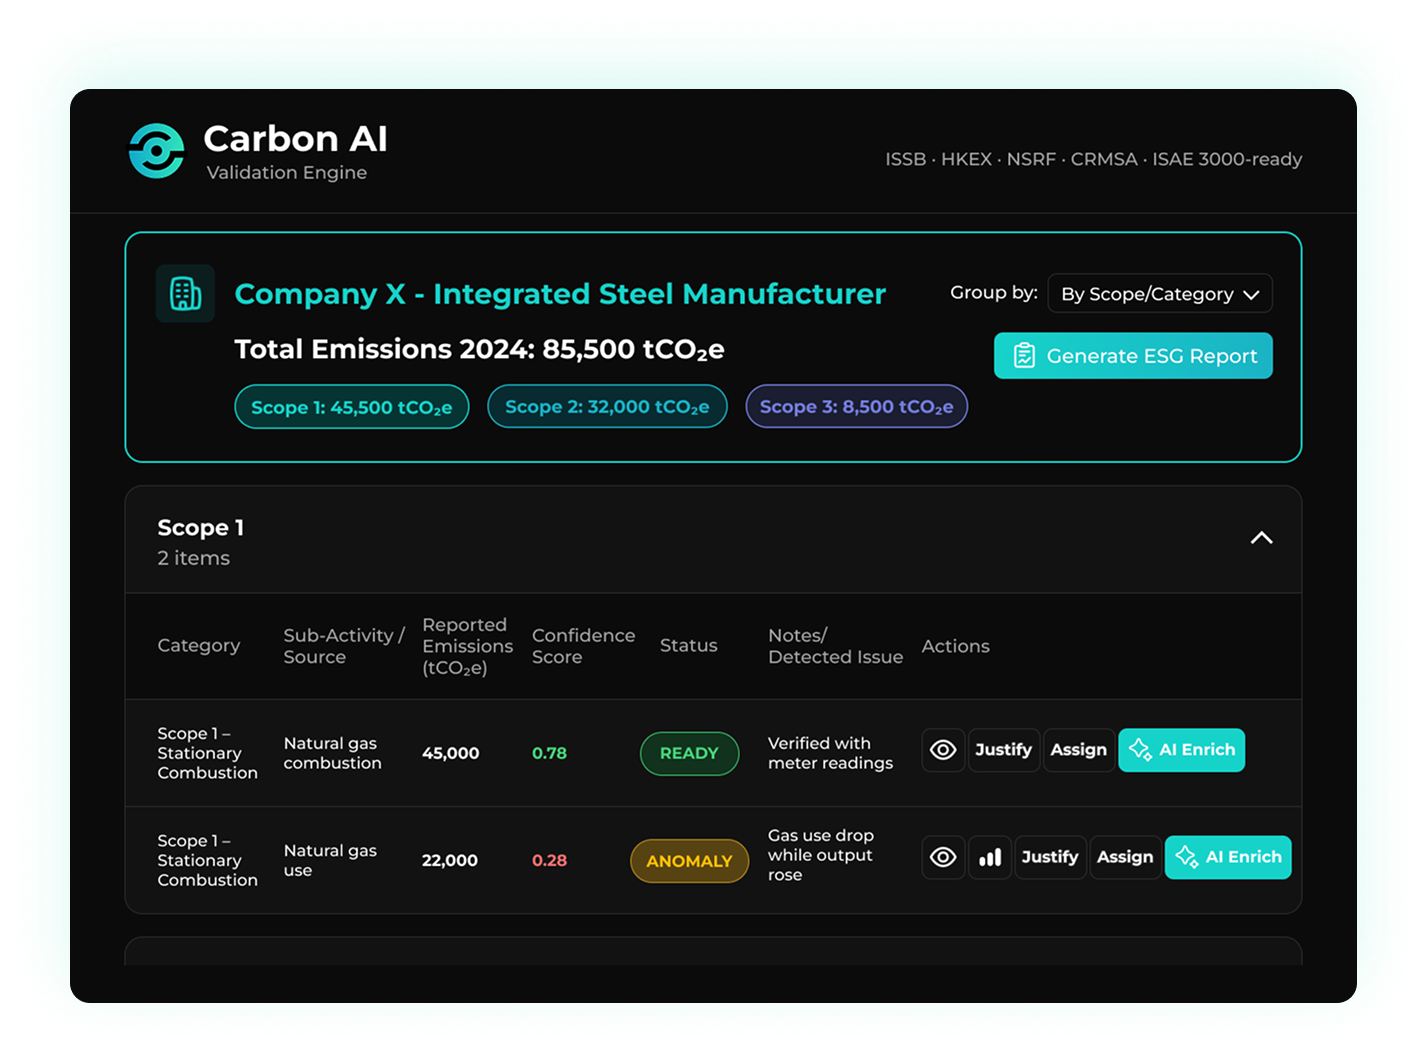 Carbon AI
Validation Engine
ISSB · HKEX · NSRF · CRMSA · ISAE 3000-ready
Company X - Integrated Steel Manufacturer
Group by:
By Scope/Category
Total Emissions 2024: 85,500 tCO₂e
Generate ESG Report
Scope 1: 45,500 tCO₂e
Scope 2: 32,000 tCO₂e
Scope 3: 8,500 tCO₂e
Scope 1
2 items
Category
Sub-Activity /
Source
Reported
Emissions
(tCO₂e)
Confidence
Score
Status
Notes/
Detected Issue
Actions
Scope 1 –
Stationary
Combustion
Natural gas
combustion
45,000
0.78
READY
Verified with
meter readings
Justify
Assign
AI Enrich
Scope 1 –
Stationary
Combustion
Natural gas
use
22,000
0.28
ANOMALY
Gas use drop
while output
rose
Justify
Assign
AI Enrich